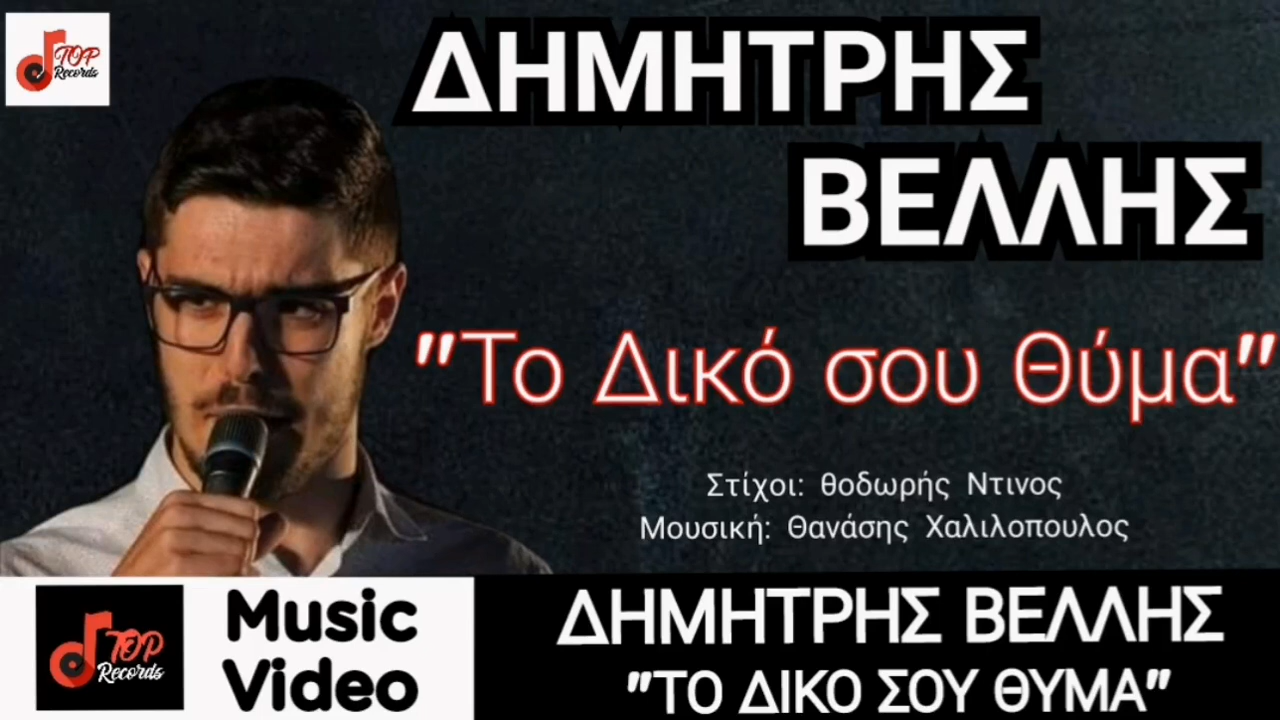 TOP
Records
ΔΗΜΗΤΡΗΣ
ΒΕΛΛΗΣ
"Το Δικό σου Θύμα"
Στίχοι: θοδωρής Ντινος
Μουσική: Θανάσης Χαλιλοπουλος
TOP
Records
Music
Video
ΔΗΜΗΤΡΗΣ ΒΕΛΛΗΣ
"ΤΟ ΔΙΚΟ ΣΟΥ ΘΥΜΑ"